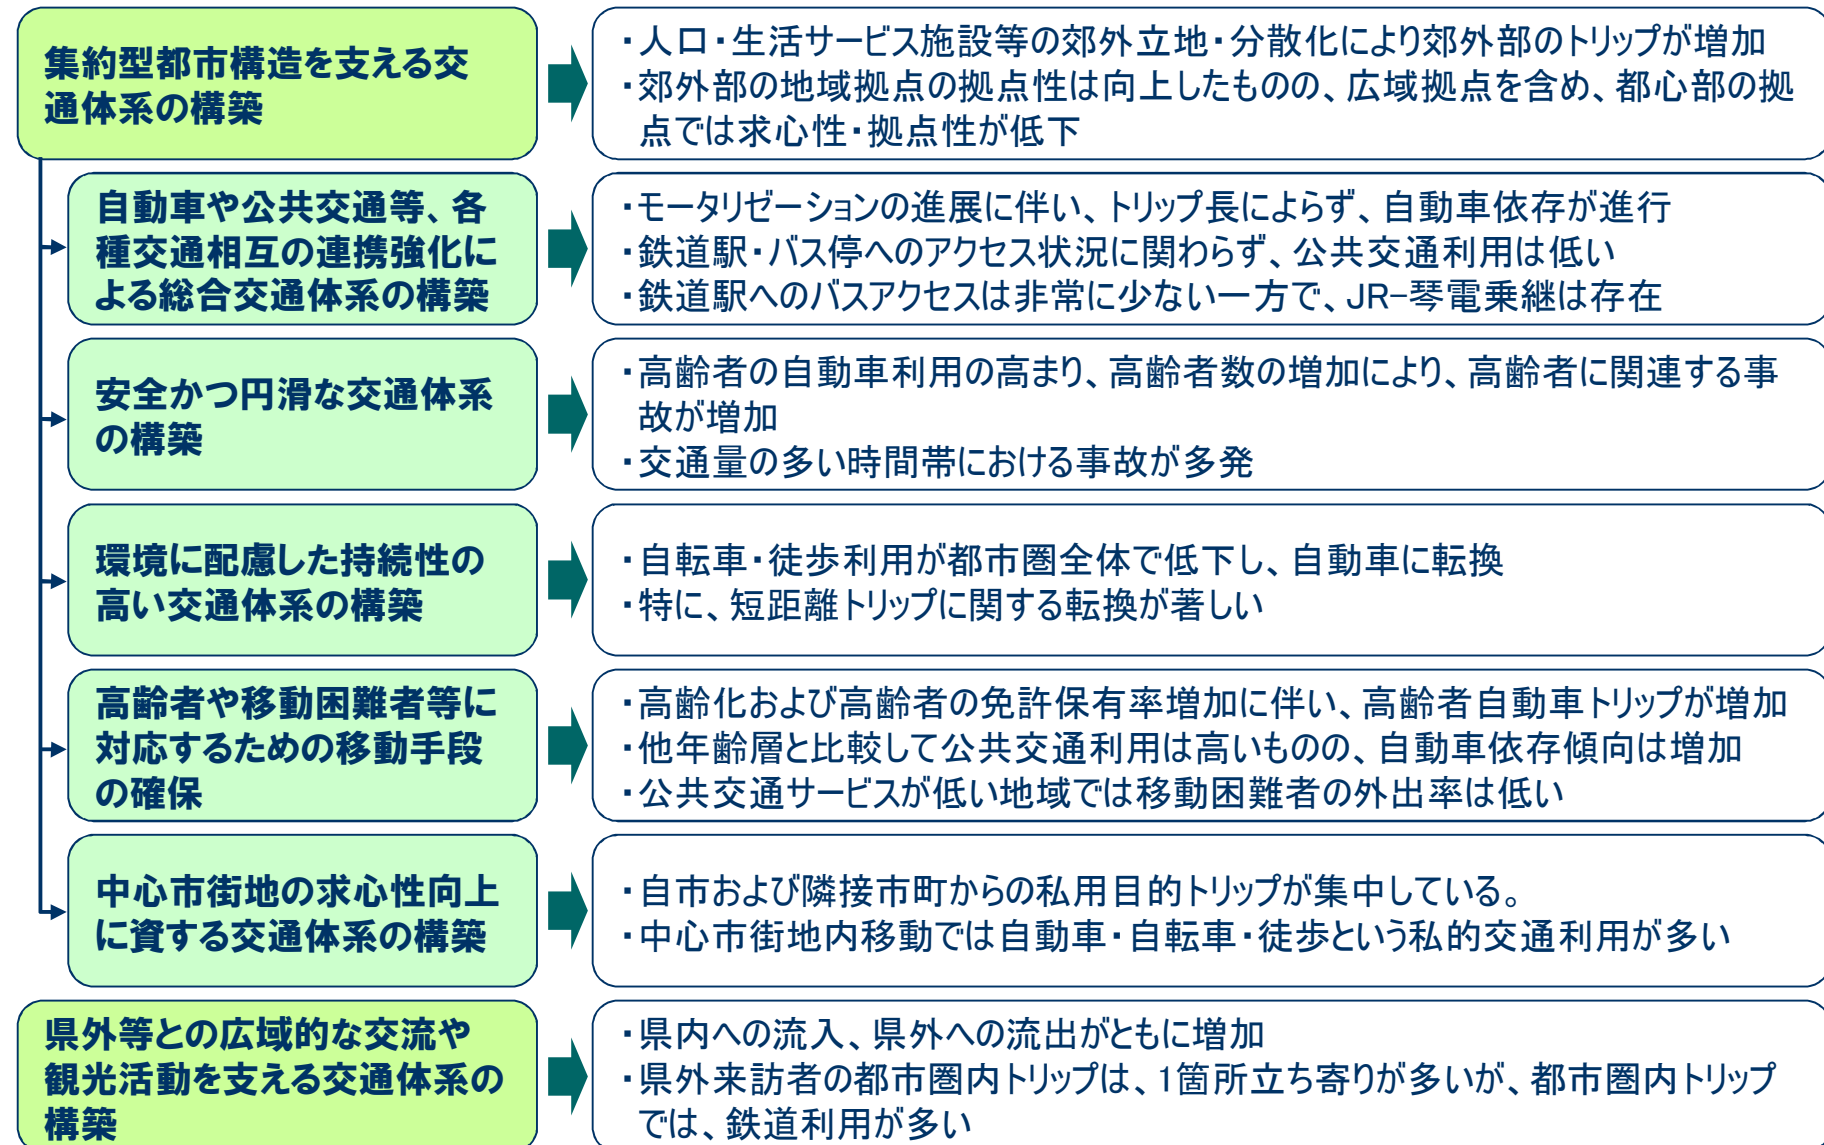 集約型都市構造を支える交
通体系の構築
・人口・生活サービス施設等の郊外立地・分散化により郊外部のトリップが増加
・郊外部の地域拠点の拠点性は向上したものの、広域拠点を含め、都心部の拠
点では求心性・拠点性が低下
自動車や公共交通等、各
種交通相互の連携強化に
よる総合交通体系の構築
・モータリゼーションの進展に伴い、トリップ長によらず、自動車依存が進行
・鉄道駅・バス停へのアクセス状況に関わらず、公共交通利用は低い
・鉄道駅へのバスアクセスは非常に少ない一方で、JR-琴電乗継は存在
安全かつ円滑な交通体系
の構築
・高齢者の自動車利用の高まり、高齢者数の増加により、高齢者に関連する事
故が増加
・交通量の多い時間帯における事故が多発
環境に配慮した持続性の
高い交通体系の構築
・自転車・徒歩利用が都市圏全体で低下し、自動車に転換
・特に、短距離トリップに関する転換が著しい
高齢者や移動困難者等に
対応するための移動手段
の確保
・高齢化および高齢者の免許保有率増加に伴い、高齢者自動車トリップが増加
・他年齢層と比較して公共交通利用は高いものの、自動車依存傾向は増加
・公共交通サービスが低い地域では移動困難者の外出率は低い
中心市街地の求心性向上
に資する交通体系の構築
・自市および隣接市町からの私用目的トリップが集中している。
・中心市街地内移動では自動車・自転車・徒歩という私的交通利用が多い
県外等との広域的な交流や
観光活動を支える交通体系の
構築
・県内への流入、県外への流出がともに増加
・県外来訪者の都市圏内トリップは、1箇所立ち寄りが多いが、都市圏内トリップ
では、鉄道利用が多い